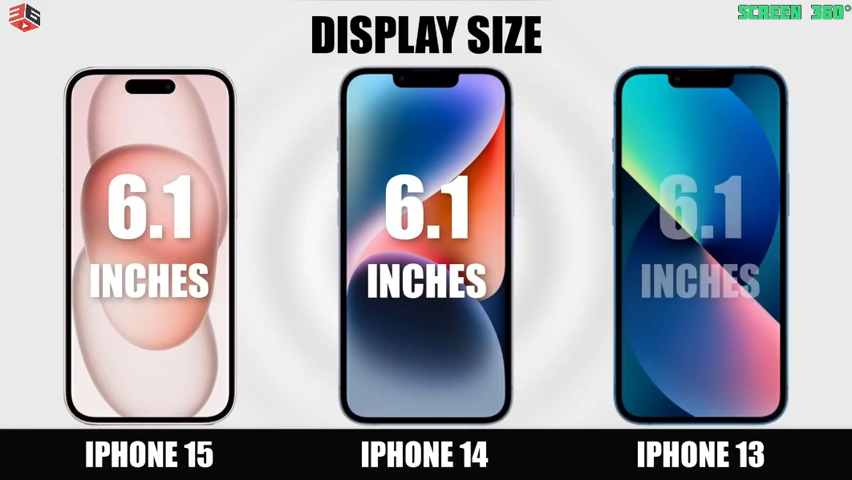 SCREEN 360°
DISPLAY SIZE
6.1
INCHES
6.1
INCHES
6.1
INCHES
IPHONE 15
IPHONE 14
IPHONE 13